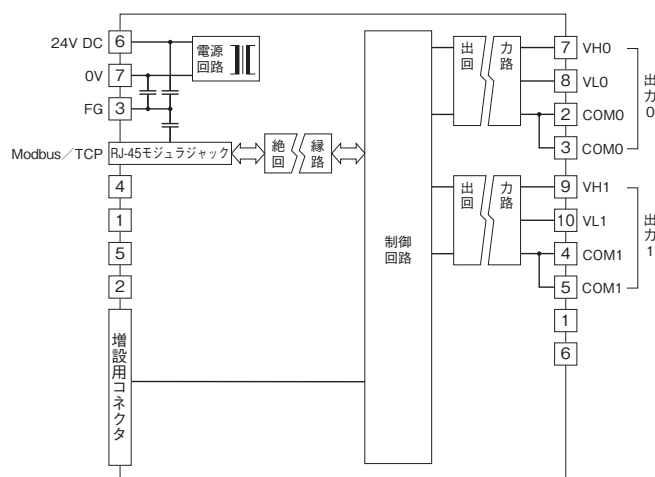 24V DC 6
0V 7
FG 3
電源
回路
Modbus／TCP RJ-45モジュラジャック
絶縁
回路
4
1
5
2
増設用コネクタ
制御
回路
出力
回路
7 VH0
8 VL0
2 COM0
3 COM0
出力0
出力
回路
9 VH1
10 VL1
4 COM1
5 COM1
出力1
1
6